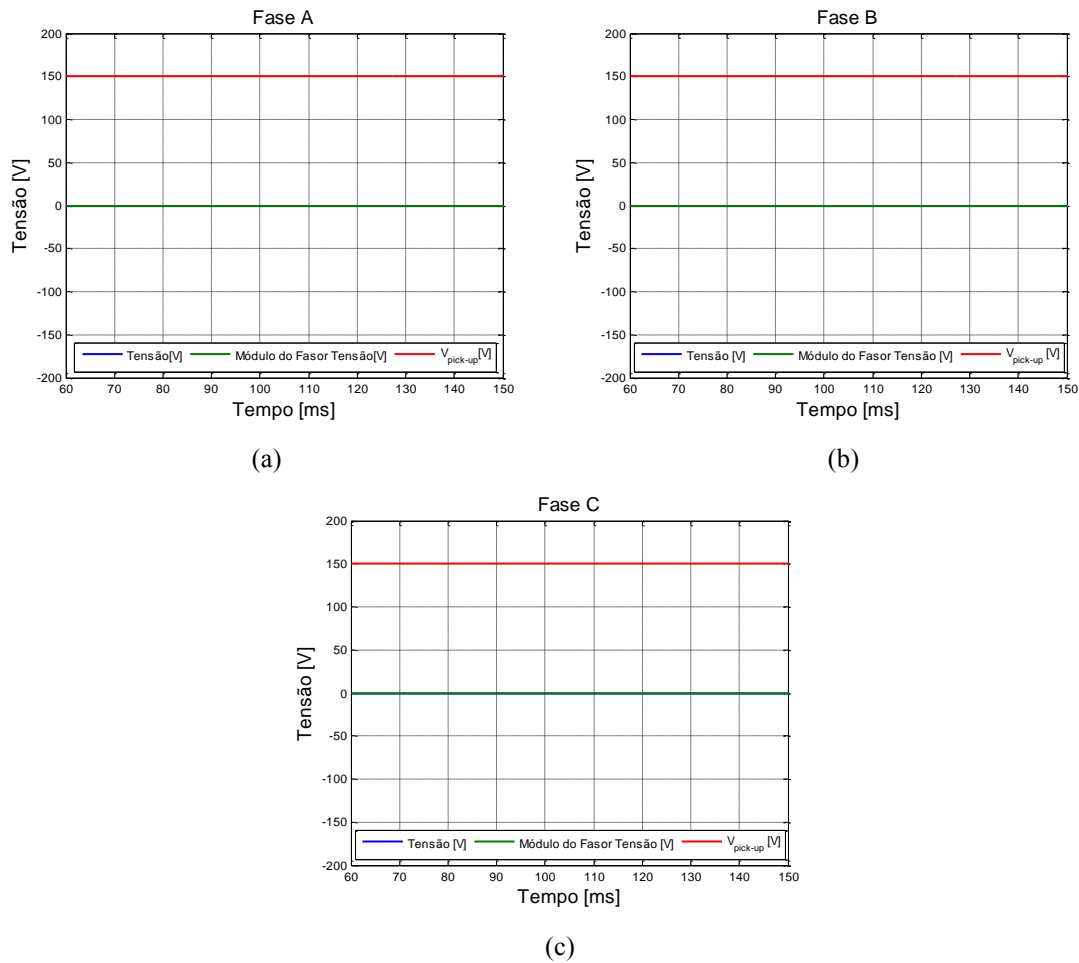 Fase A
200
150
100
50
0
-50
-100
-150
-200
Tensão [V]
Tensão[V] Módulo do Fasor Tensão[V] Vpick-up[V]
60 70 80 90 100 110 120 130 140 150
Tempo [ms]
(a)
Fase B
200
150
100
50
0
-50
-100
-150
-200
Tensão [V]
Tensão [V] Módulo do Fasor Tensão [V] Vpick-up [V]
60 70 80 90 100 110 120 130 140 150
Tempo [ms]
(b)
Fase C
200
150
100
50
0
-50
-100
-150
-200
Tensão [V]
Tensão [V] Módulo do Fasor Tensão [V] Vpick-up [V]
60 70 80 90 100 110 120 130 140 150
Tempo [ms]
(c)